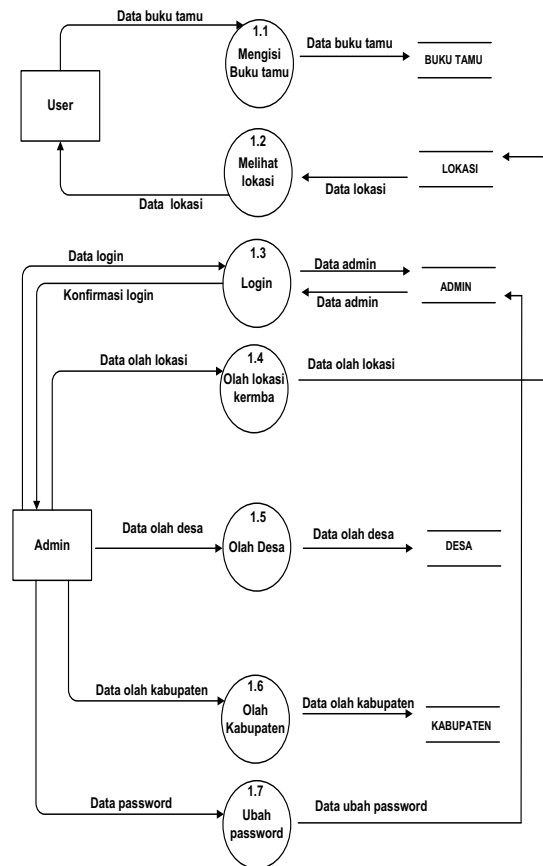 Data buku tamu
1.1
Mengisi
Buku tamu
Data buku tamu
BUKU TAMU
User
1.2
Melihat
lokasi
LOKASI
Data lokasi
Data lokasi
Data login
1.3
Login
Data admin
Konfirmasi login
Data admin
ADMIN
Data olah lokasi
1.4
Olah lokasi
kermba
Data olah lokasi
Admin
Data olah desa
1.5
Olah Desa
Data olah desa
DESA
Data olah kabupaten
1.6
Olah
Kabupaten
Data olah kabupaten
KABUPATEN
Data password
1.7
Ubah
password
Data ubah password